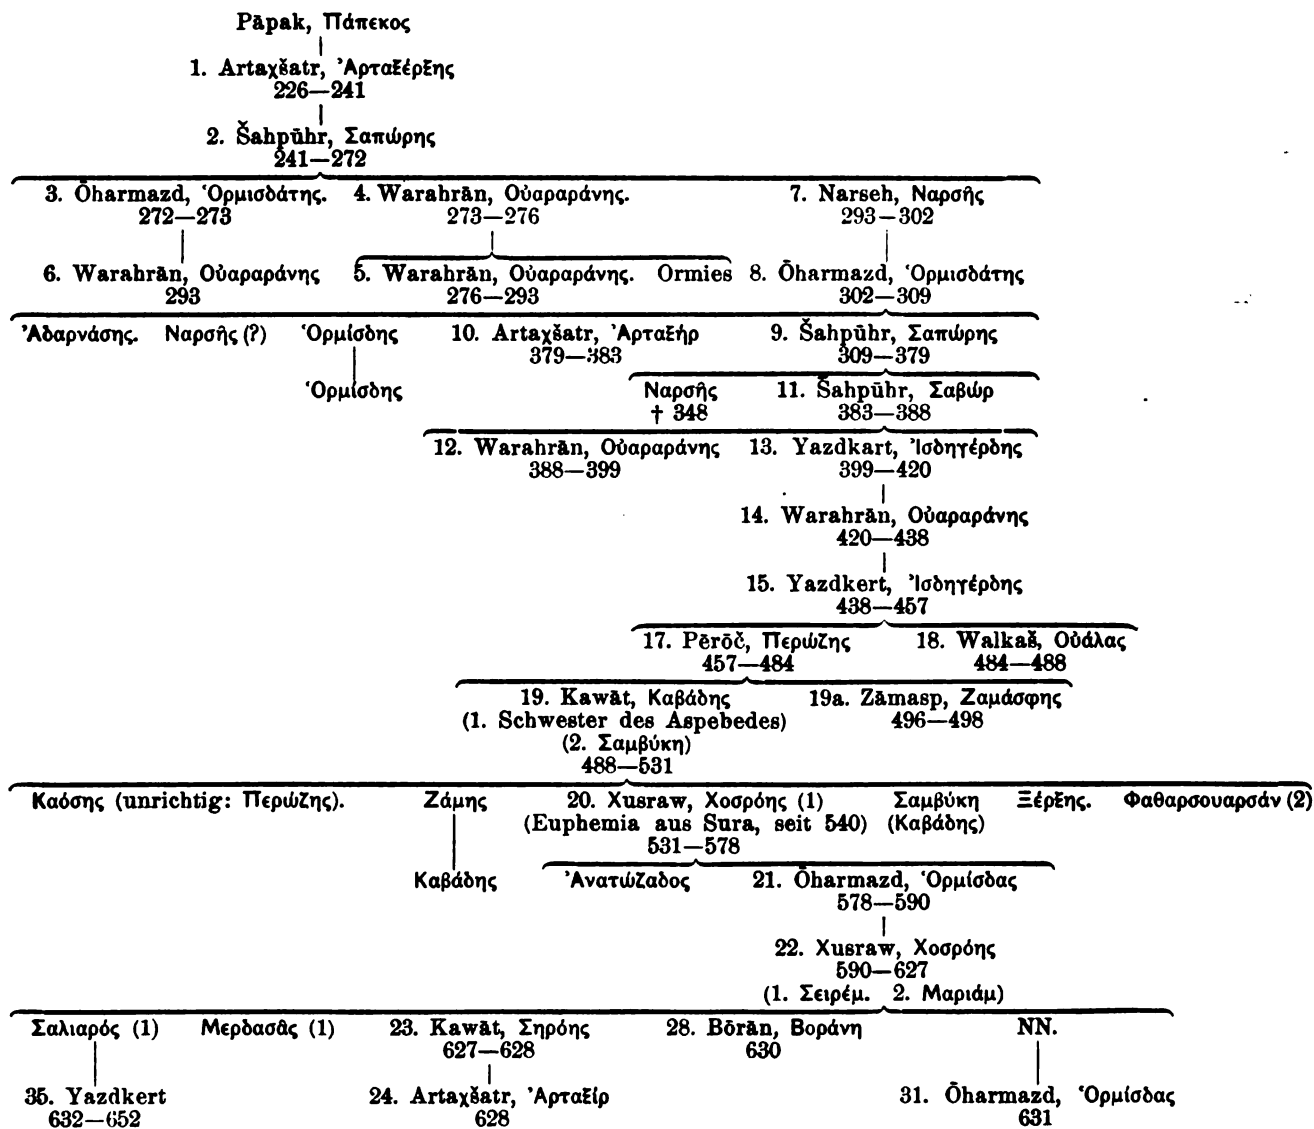 Pāpak, Πάπεκος
1. Artaχšatr, Ἀρταξέρξης
226—241
2. Šahpūhr, Σαπώρης
241—272
3. Ōharmazd, Ὁρμισδάτης. 4. Warahrān, Οὐαραράνης. 7. Narseh, Ναρσῆς
272—273 273—276 293—302
6. Warahrān, Οὐαραράνης 5. Warahrān, Οὐαραράνης. Ormies 8. Ōharmazd, Ὁρμισδάτης
293 276—293 302—309
Ἀδαρνάσης. Ναρσῆς (?) Ὁρμίσδης 10. Artaχšatr, Ἀρταξήρ 9. Šahpūhr, Σαπώρης
379—383 309—379
Ὁρμίσδης Ναρσῆς 11. Šahpūhr, Σαβώρ
† 348 383—388
12. Warahrān, Οὐαραράνης 13. Yazdkart, Ἰσδηγέρδης
388—399 399—420
14. Warahrān, Οὐαραράνης
420—438
15. Yazdkert, Ἰσδηγέρδης
438—457
17. Pērōč, Περώζης 18. Walkaš, Οὐάλας
457—484 484—488
19. Kawāt, Καβάδης 19a. Zāmasp, Ζαμάσφης
(1. Schwester des Aspebedes) 496—498
(2. Σαμβύκη)
488—531
Καόσης (unrichtig: Περώζης). Ζάμης 20. Xusraw, Χοσρόης (1) Σαμβύκη Ξέρξης. Φαθαρσουαρσάν (2)
(Euphemia aus Sura, seit 540) (Καβάδης)
531—578
Καβάδης Ἀνατώζαδος 21. Ōharmazd, Ὁρμίσδας
578—590
22. Xusraw, Χοσρόης
590—627
(1. Σειρέμ. 2. Μαριάμ)
Σαλιαρός (1) Μερδασᾶς (1) 23. Kawāt, Σηρόης 28. Bōrān, Βοράνη NN.
627—628 630
35. Yazdkert 24. Artaχšatr, Ἀρταξίρ 31. Ōharmazd, Ὁρμίσδας
632—652 628 631